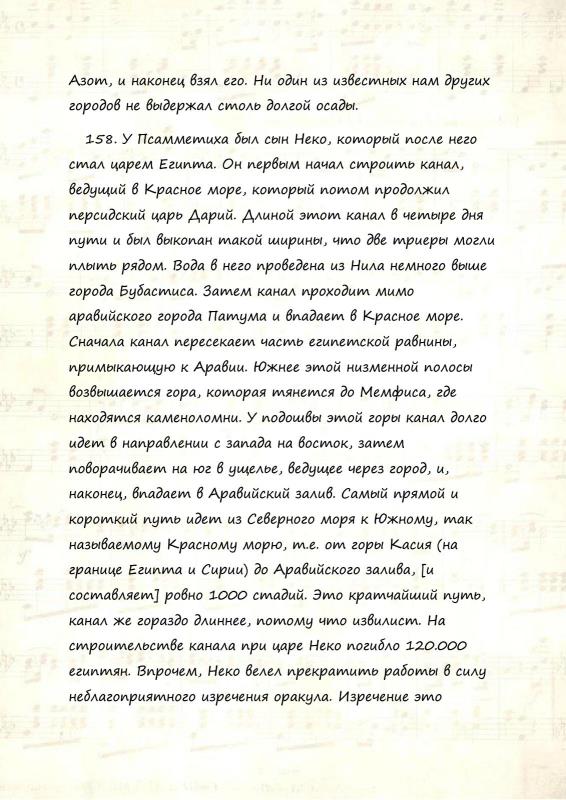 Азот, и наконец взял его. Ни один из известных нам других
городов не выдержал столь долгой осады.
158. У Псамметиха был сын Неко, который после него
стал царем Египта. Он первым начал строить канал,
ведущий в Красное море, который потом продолжил
персидский царь Дарий. Длиной этот канал в четыре дня
пути и был выкопан такой ширины, что две триеры могли
плыть рядом. Вода в него проведена из Нила немного выше
города Бубастиса. Затем канал проходит мимо
аравийского города Патума и впадает в Красное море.
Сначала канал пересекает часть египетской равнины,
примыкающую к Аравии. Южнее этой низменной полосы
возвышается гора, которая тянется до Мемфиса, где
находятся каменоломни. У подошвы этой горы канал долго
идет в направлении с запада на восток, затем
поворачивает на юг в ущелье, ведущее через город, и,
наконец, впадает в Аравийский залив. Самый прямой и
короткий путь идет из Северного моря к Южному, так
называемому Красному морю, т.е. от горы Касия (на
границе Египта и Сирии) до Аравийского залива, [и
составляет] ровно 1000 стадий. Это кратчайший путь,
канал же гораздо длиннее, потому что извилист. На
строительстве канала при царе Неко погибло 120.000
египтян. Впрочем, Неко велел прекратить работы в силу
неблагоприятного изречения оракула. Изречение это